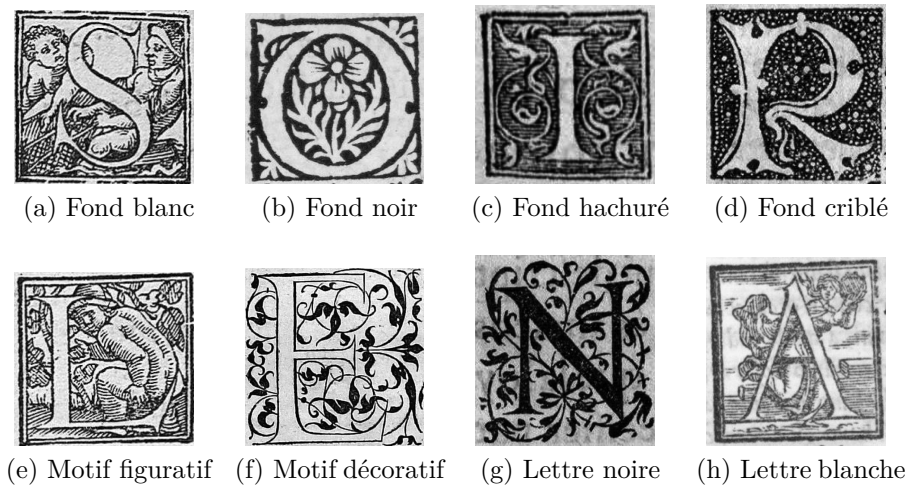 S O I R
(a) Fond blanc (b) Fond noir (c) Fond hachuré (d) Fond criblé
L E N A
(e) Motif figuratif (f) Motif décoratif (g) Lettre noire (h) Lettre blanche